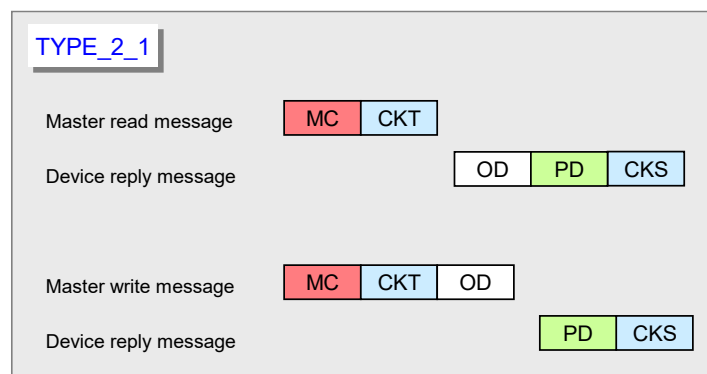 TYPE_2_1
Master read message MC CKT
Device reply message OD PD CKS
Master write message MC CKT OD
Device reply message PD CKS